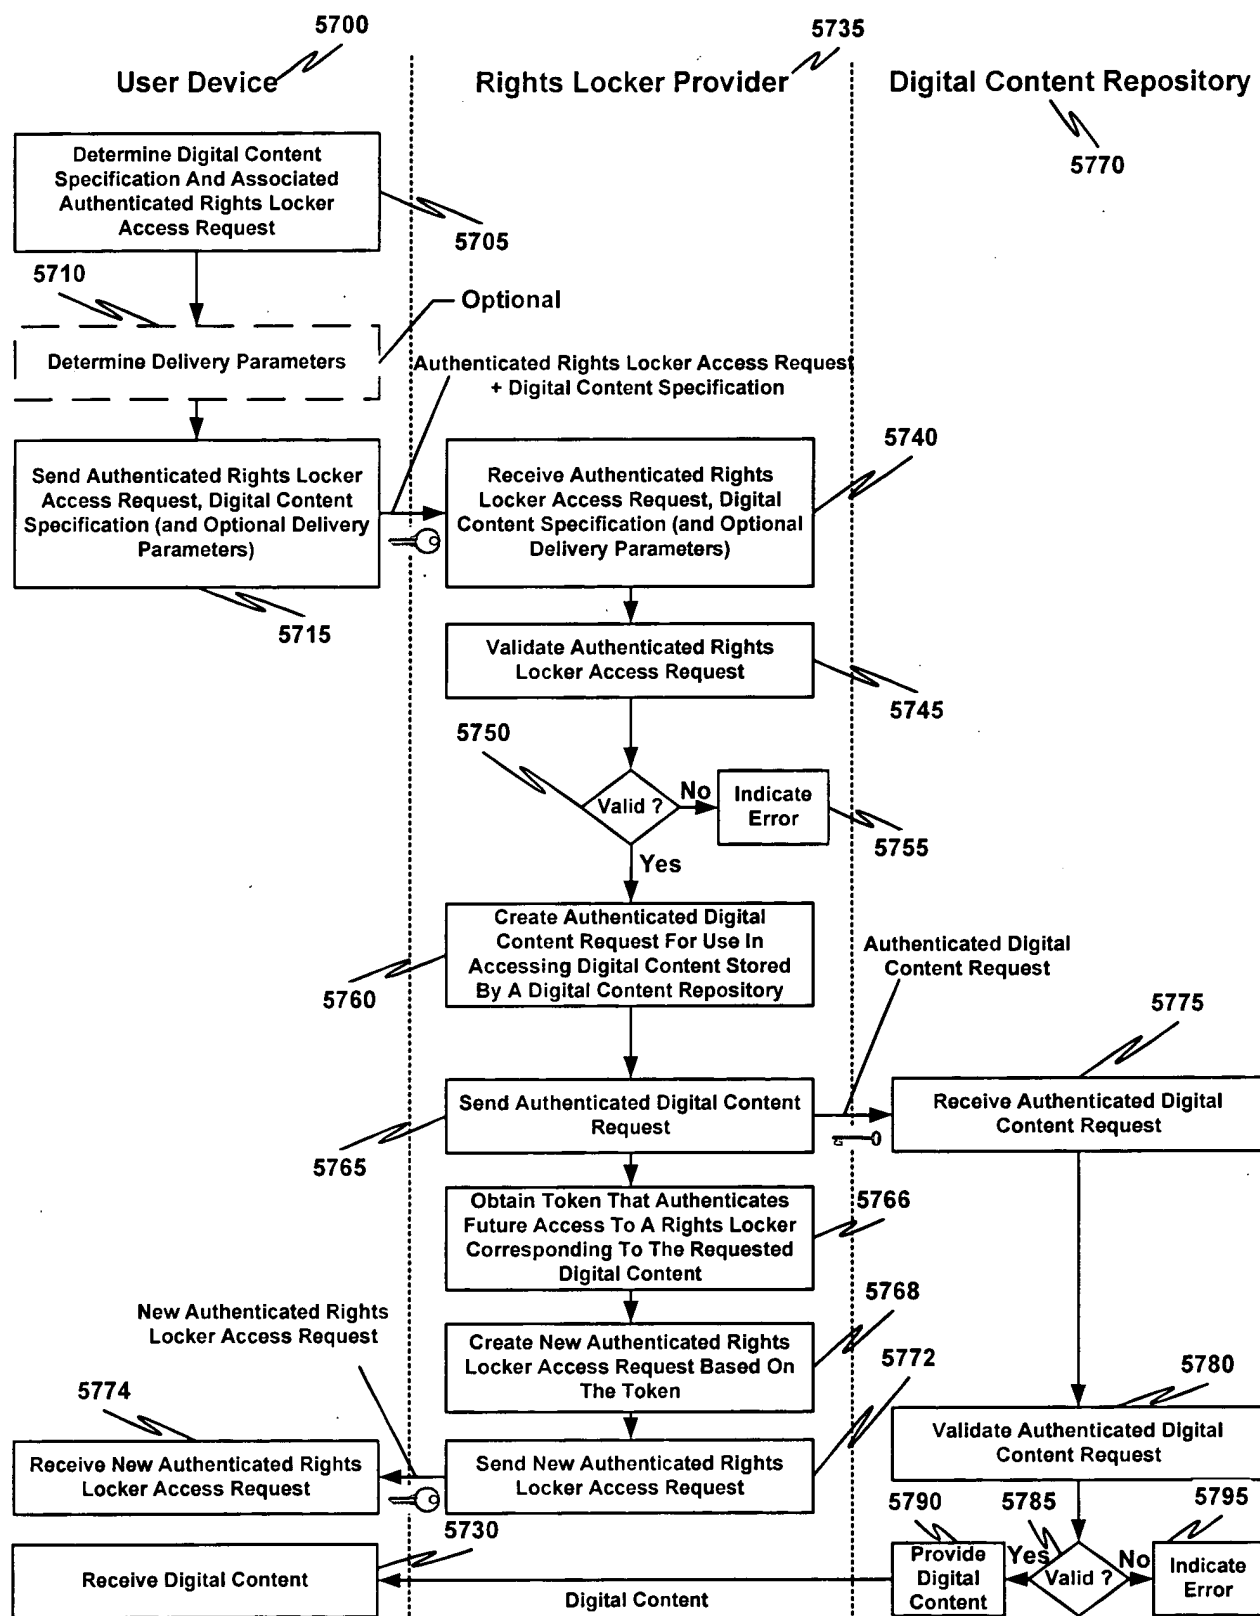 5700
5735
User Device
Rights Locker Provider
Digital Content Repository
5770
Determine Digital Content
Specification And Associated
Authenticated Rights Locker
Access Request
5705
5710
Optional
Determine Delivery Parameters
Authenticated Rights Locker Access Request
+ Digital Content Specification
5740
Send Authenticated Rights Locker
Access Request, Digital Content
Specification (and Optional Delivery
Parameters)
Receive Authenticated Rights
Locker Access Request, Digital
Content Specification (and Optional
Delivery Parameters)
5715
Validate Authenticated Rights
Locker Access Request
5745
5750
Valid ?
No
Indicate
Error
5755
Yes
Create Authenticated Digital
Content Request For Use In
Accessing Digital Content Stored
By A Digital Content Repository
5760
Authenticated Digital
Content Request
5775
Send Authenticated Digital Content
Request
Receive Authenticated Digital
Content Request
5765
Obtain Token That Authenticates
Future Access To A Rights Locker
Corresponding To The Requested
Digital Content
5766
5768
New Authenticated Rights
Locker Access Request
Create New Authenticated Rights
Locker Access Request Based On
The Token
5772
5774
5780
Validate Authenticated Digital
Content Request
Receive New Authenticated Rights
Locker Access Request
Send New Authenticated Rights
Locker Access Request
5790
5785
5795
5730
Receive Digital Content
Digital Content
Provide
Digital
Content
Yes
Valid ?
No
Indicate
Error